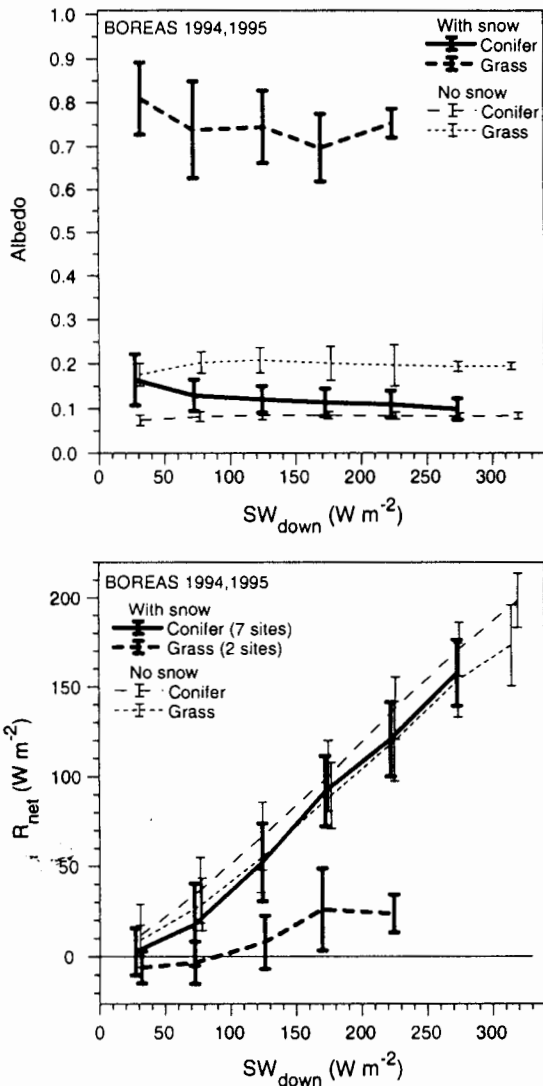 BOREAS 1994,1995
With snow
Conifer
Grass
No snow
Conifer
Grass
1.0
0.9
0.8
0.7
0.6
0.5
0.4
0.3
0.2
0.1
0.0
Albedo
0 50 100 150 200 250 300
SWdown (W m-2)
BOREAS 1994,1995
With snow
Conifer (7 sites)
Grass (2 sites)
No snow
Conifer
Grass
200
150
100
50
0
Rnet (W m-2)
0 50 100 150 200 250 300
SWdown (W m-2)